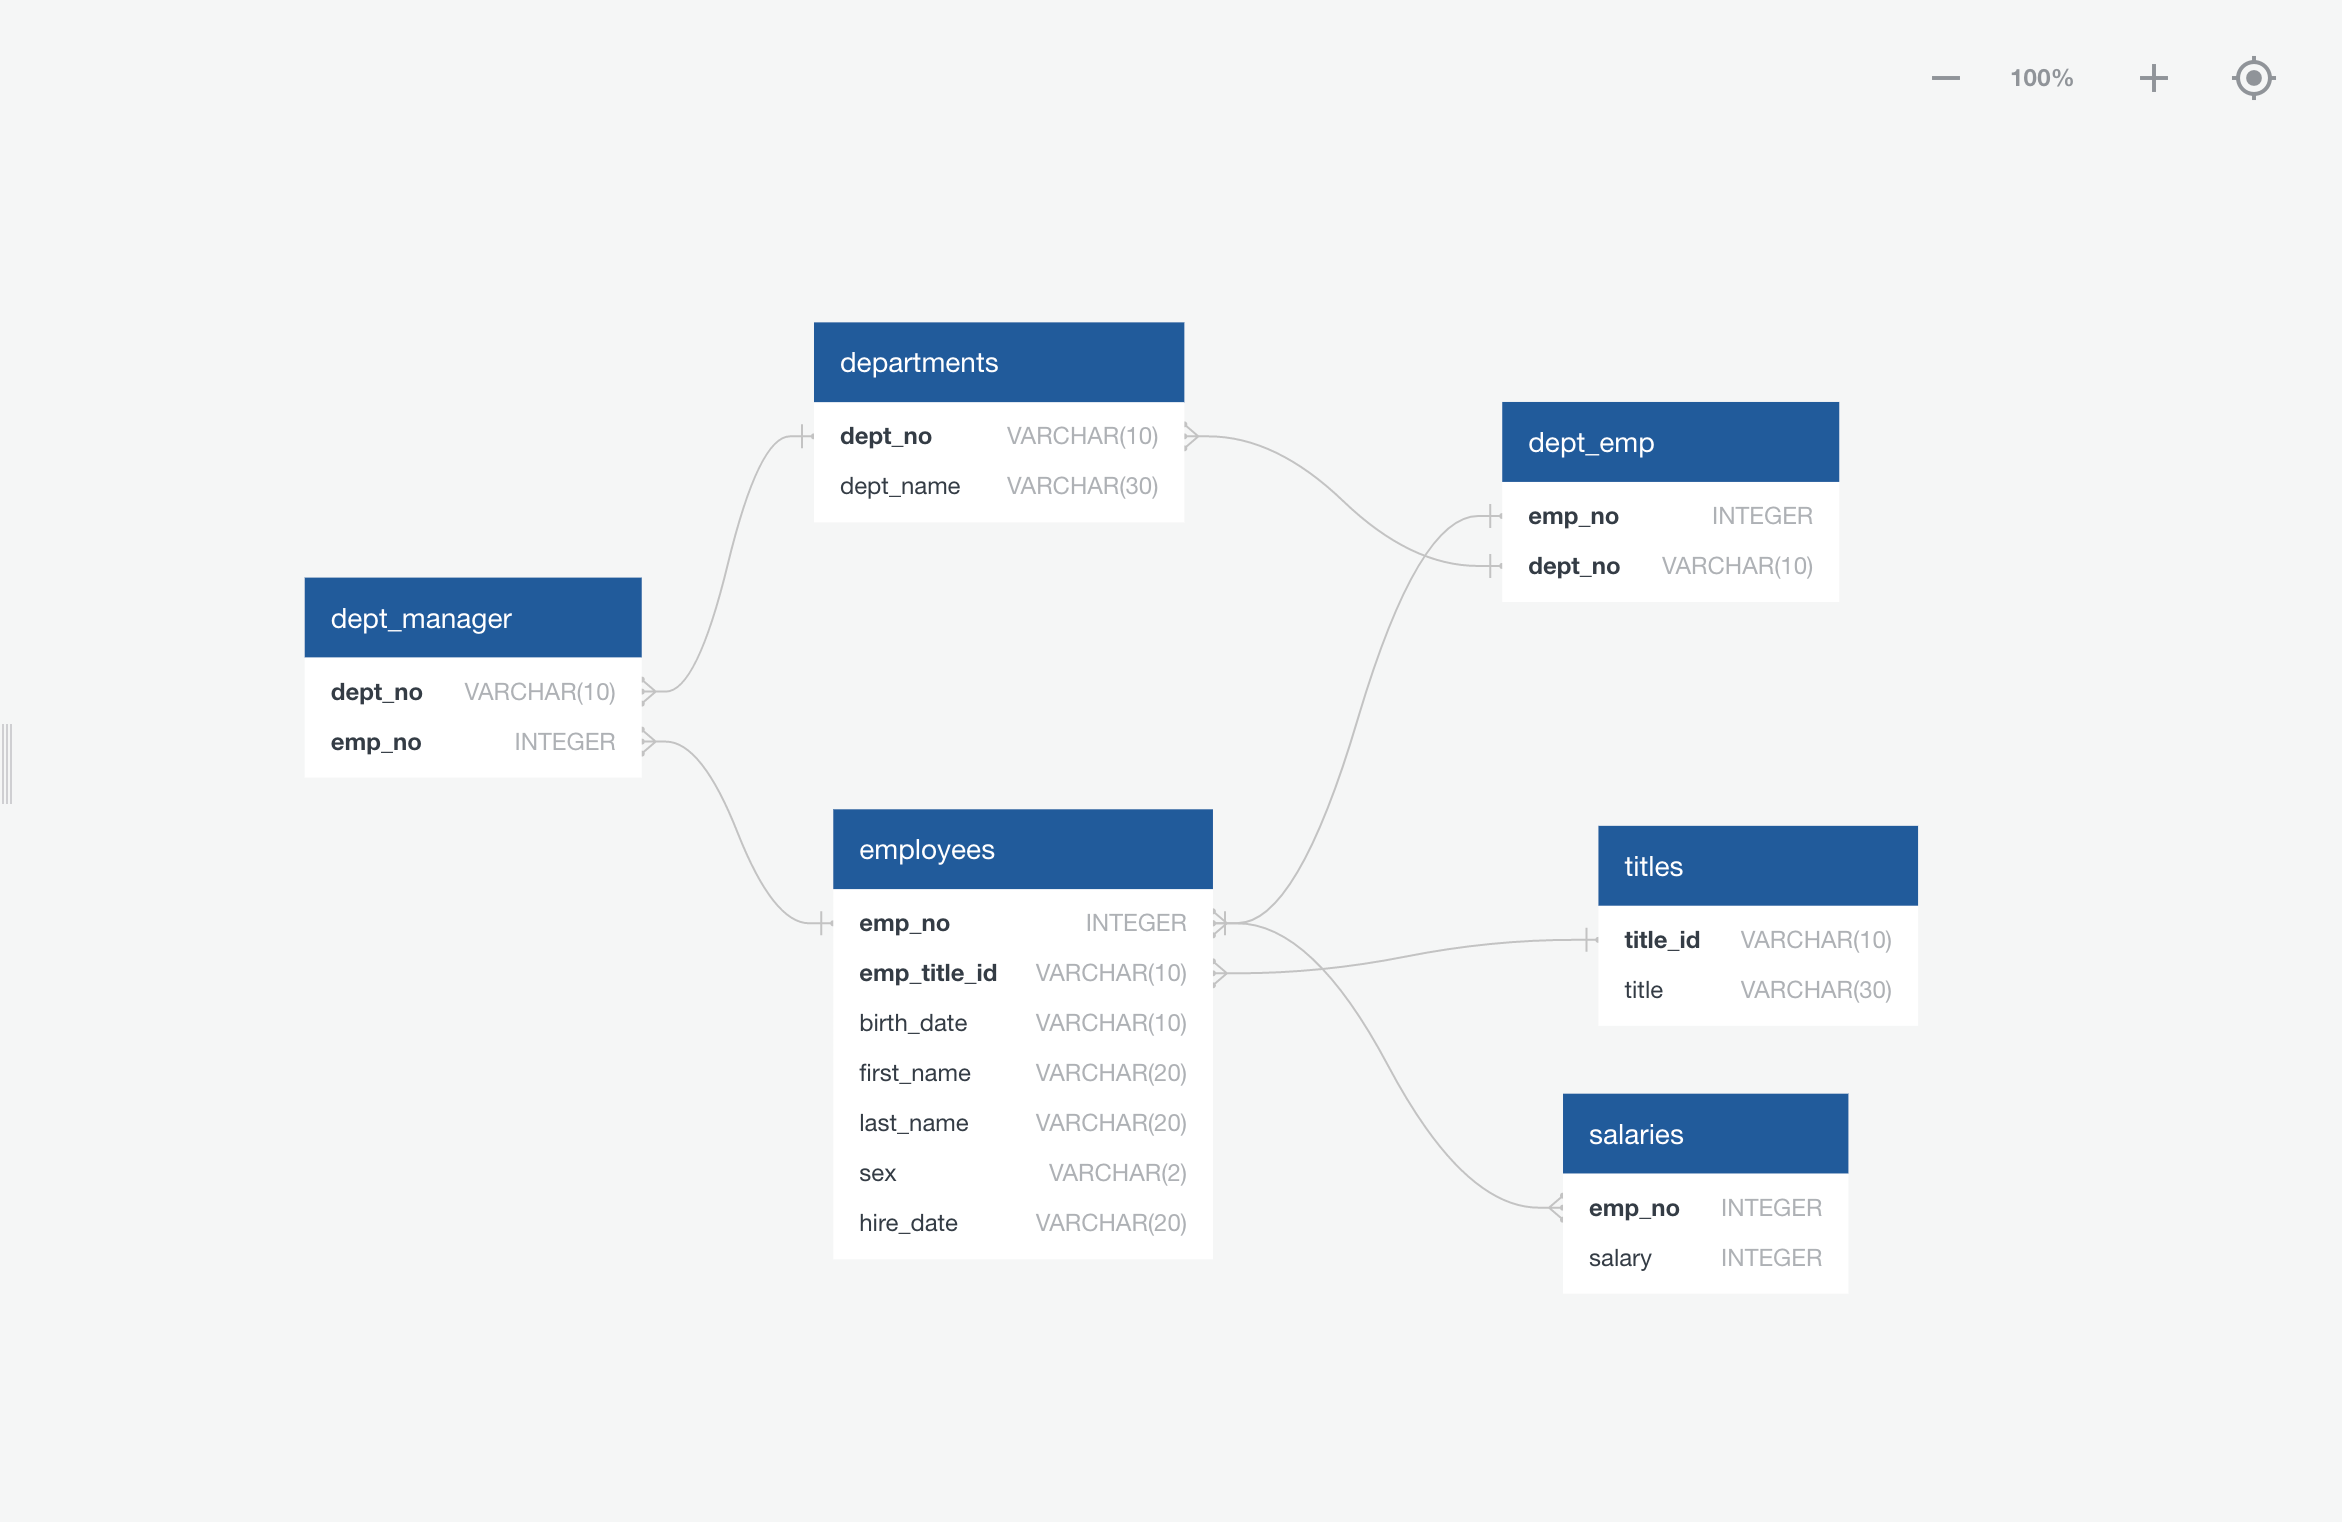 100%
departments
dept_no VARCHAR(10)
dept_name VARCHAR(30)
dept_emp
emp_no INTEGER
dept_no VARCHAR(10)
dept_manager
dept_no VARCHAR(10)
emp_no INTEGER
employees
emp_no INTEGER
emp_title_id VARCHAR(10)
birth_date VARCHAR(10)
first_name VARCHAR(20)
last_name VARCHAR(20)
sex VARCHAR(2)
hire_date VARCHAR(20)
titles
title_id VARCHAR(10)
title VARCHAR(30)
salaries
emp_no INTEGER
salary INTEGER